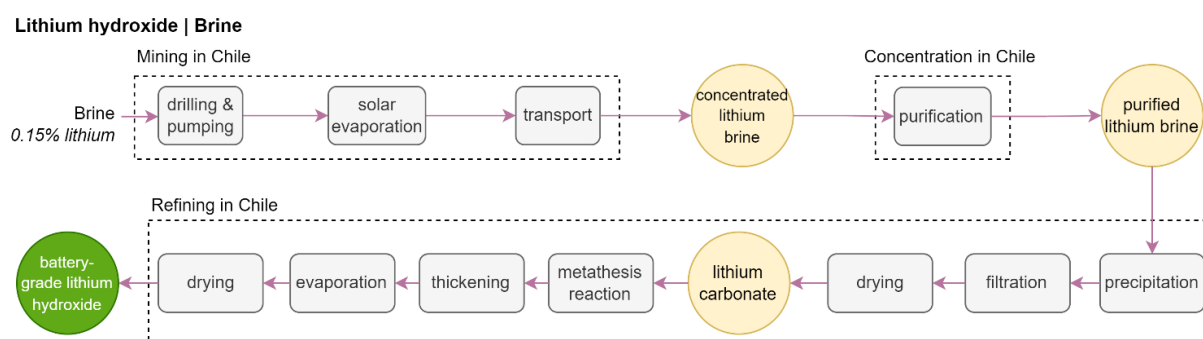 Lithium hydroxide | Brine
Mining in Chile
Concentration in Chile
Brine
0.15% lithium
drilling &
pumping
solar
evaporation
transport
concentrated
lithium
brine
purification
purified
lithium brine
Refining in Chile
battery-
grade lithium
hydroxide
drying
evaporation
thickening
metathesis
reaction
lithium
carbonate
drying
filtration
precipitation